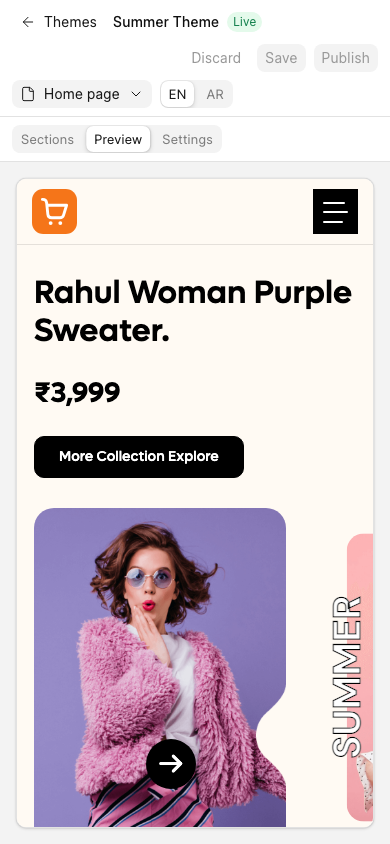 Themes Summer Theme Live
Discard Save Publish
Home page EN AR
Sections Preview Settings
Rahul Woman Purple
Sweater.
₹3,999
More Collection Explore
SUMMER